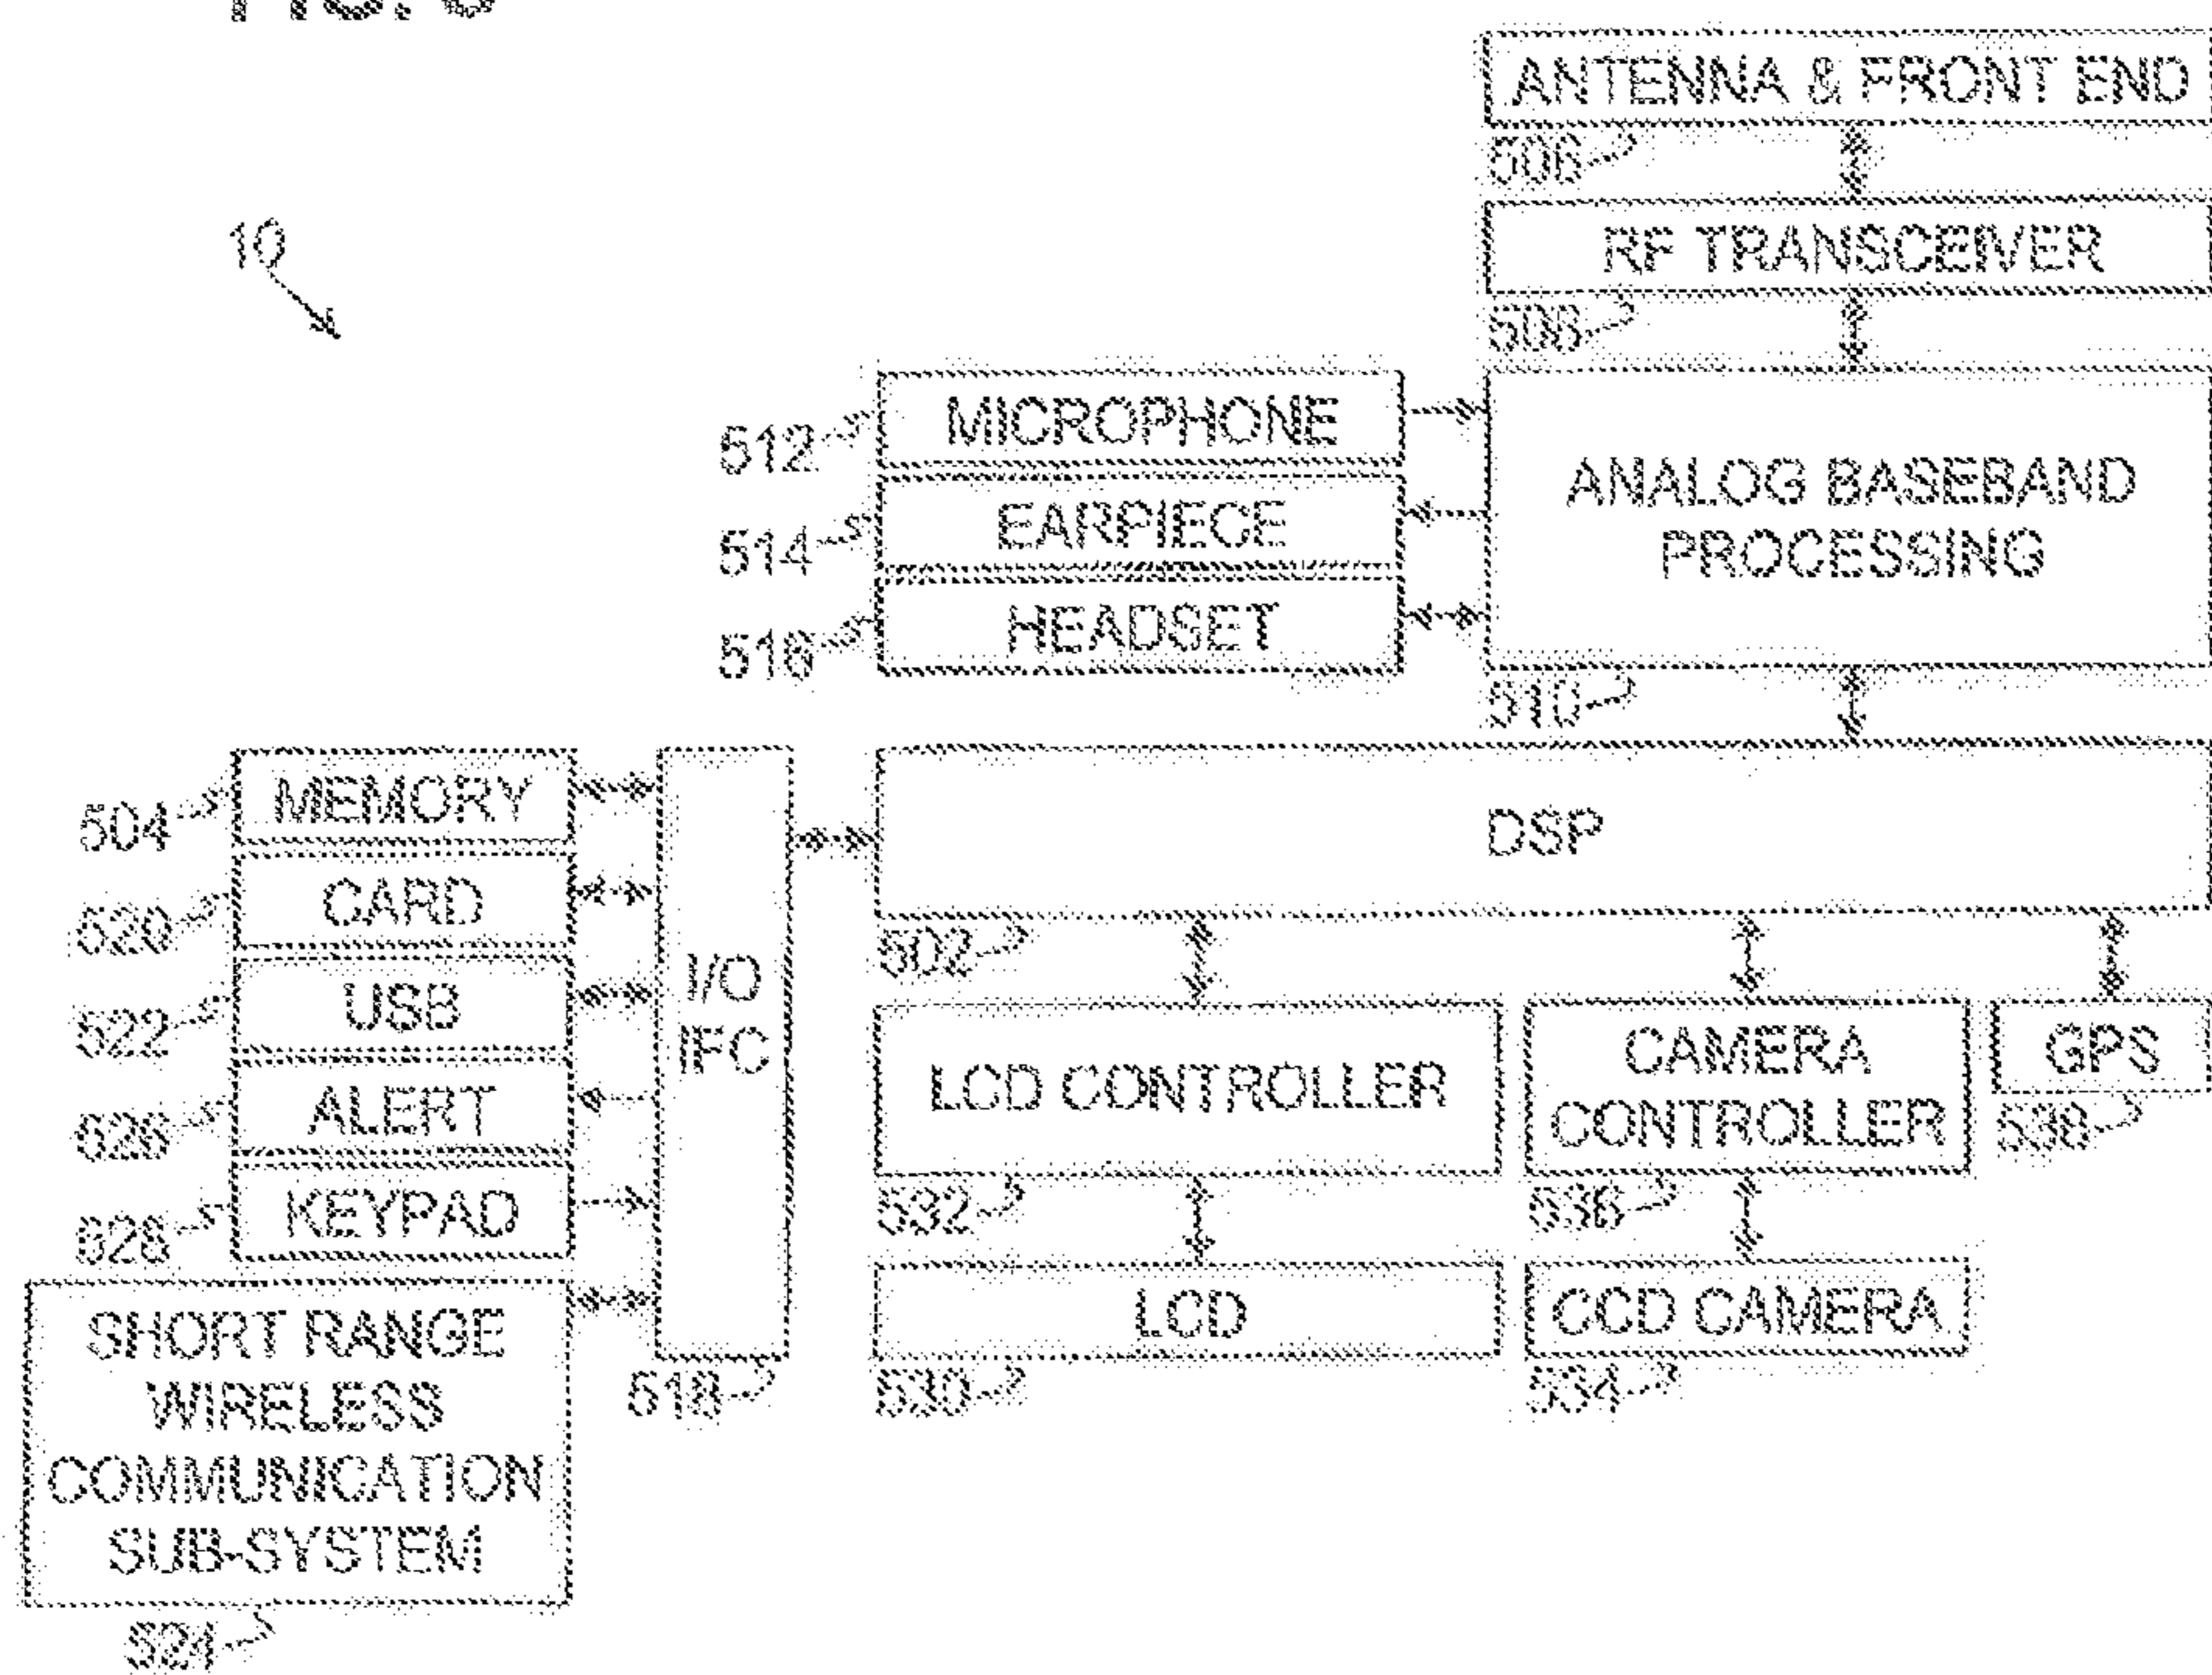 ANTENNA & FRONT END
506
10
RF TRANSCEIVER
508
MICROPHONE
512
ANALOG BASEBAND
PROCESSING
EARPIECE
514
HEADSET
516
510
MEMORY
504
DSP
CARD
520
502
I/O
IFC
USB
522
LCD CONTROLLER
CAMERA
CONTROLLER
GPS
538
ALERT
526
KEYPAD
528
532
536
SHORT RANGE
WIRELESS
COMMUNICATION
SUB-SYSTEM
524
518
LCD
530
CCD CAMERA
534